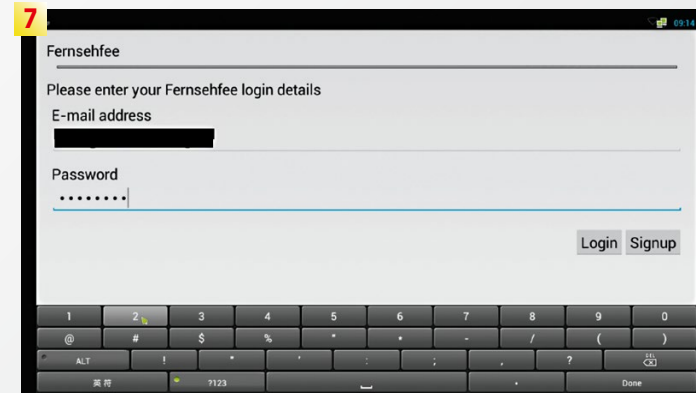 7
09:14
Fernsehfee
Please enter your Fernsehfee login details
E-mail address
Password
••••••••
Login Signup
1 2 3 4 5 6 7 8 9 0
@ # $ % - / ( )
ALT ! " ' : ; , ? DEL
英 符 ?123 . Done